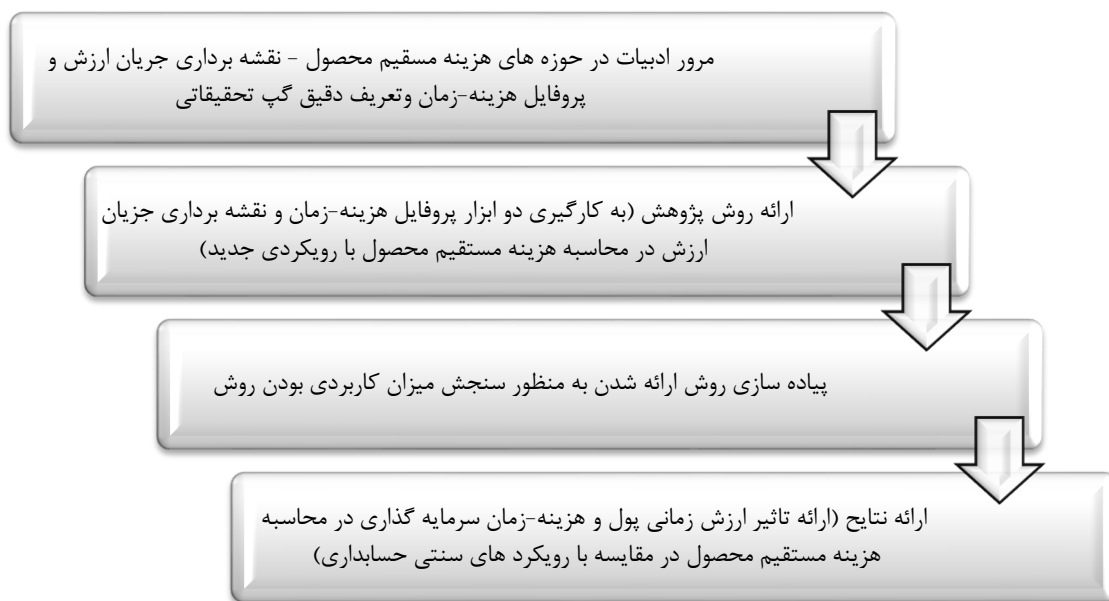 مرور ادبیات در حوزه های هزینه مسقیم محصول - نقشه برداری جریان ارزش و
پروفایل هزینه-زمان وتعریف دقیق گپ تحقیقاتی
ارائه روش پژوهش (به کارگیری دو ابزار پروفایل هزینه-زمان و نقشه برداری جزیان
ارزش در محاسبه هزینه مستقیم محصول با رویکردی جدید)
پیاده سازی روش ارائه شدن به منظور سنجش میزان کاربردی بودن روش
ارائه نتایج (ارائه تاثیر ارزش زمانی پول و هزینه-زمان سرمایه گذاری در محاسبه
هزینه مستقیم محصول در مقایسه با رویکرد های سنتی حسابداری)